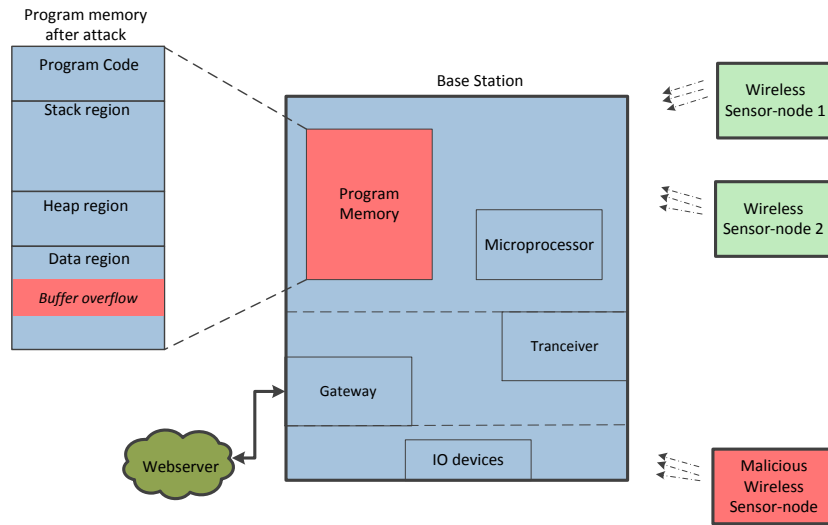 Program memory
after attack
Program Code
Stack region
Heap region
Data region
Buffer overflow
Base Station
Program
Memory
Microprocessor
Tranceiver
Gateway
IO devices
Webserver
Wireless
Sensor-node 1
Wireless
Sensor-node 2
Malicious
Wireless
Sensor-node